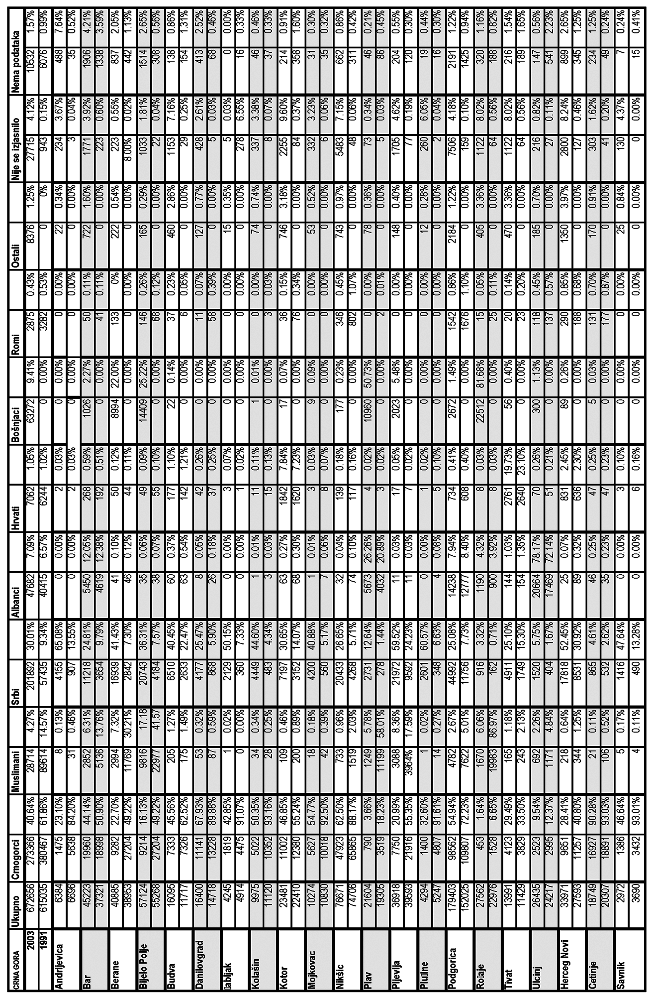 CRNA GORA Ukupno Crnogorci Muslimani Srbi Albanci Hrvati Bošnjaci Romi Ostali Nije se izjasnilo Nema podataka
2003 672656 273366 40.64% 28714 4.27% 201892 30.01% 47682 7.09% 7062 1.05% 63272 9.41% 2875 0.43% 8376 1.25% 27715 4.12% 10532 1.57%
1991 615035 380467 61.86% 89614 14.57% 57435 9.34% 40415 6.57% 6244 1.02% 0 0.00% 3282 0.53% 0 0% 943 0.15% 6076 0.99%
Andrijevica 6384 1475 23.10% 8 0.13% 4155 65.08% 0 0.00% 2 0.03% 0 0.00% 0 0.00% 22 0.34% 234 3.67% 488 7.64%
6696 5638 84.20% 31 0.46% 907 13.55% 0 0.00% 2 0.03% 0 0.00% 0 0.00% 0 0.00% 3 0.04% 35 0.52%
Bar 45223 19960 44.14% 2852 6.31% 11218 24.81% 5450 12.05% 268 0.59% 1026 2.27% 50 0.11% 722 1.60% 1771 3.92% 1906 4.21%
37321 18998 50.90% 5136 13.76% 3654 9.79% 4619 12.38% 192 0.51% 0 0.00% 41 0.11% 0 0.00% 223 0.60% 1338 3.59%
Berane 40885 9282 22.70% 2994 7.32% 16939 41.43% 41 0.10% 50 0.12% 8994 22.00% 133 0% 222 0.54% 223 0.55% 837 2.05%
38953 27204 49.22% 11769 30.21% 2842 7.30% 46 0.12% 44 0.11% 0 0.00% 0 0.00% 0 0.00% 8.00% 0.02% 442 1.13%
Bijelo Polje 57124 9214 16.13% 9816 17.18 20743 36.31% 35 0.06% 49 0.09% 14409 25.22% 146 0.26% 165 0.29% 1033 1.81% 1514 2.65%
55268 27204 49.22% 22977 41.57 4184 7.57% 38 0.07% 55 0.10% 0 0.00% 68 0.12% 0 0.00% 22 0.04% 308 0.56%
Budva 16095 7333 45.56% 205 1.27% 6510 40.45% 60 0.37% 177 1.10% 22 0.14% 37 0.23% 460 2.86% 1153 7.16% 138 0.86%
11717 7326 62.52% 175 1.49% 2633 22.47% 63 0.54% 142 1.21% 0 0.00% 6 0.05% 0 0.00% 29 0.25% 154 1.31%
Danilovgrad 16400 11141 67.93% 53 0.32% 4177 25.47% 8 0.05% 42 0.26% 0 0.00% 11 0.07% 127 0.77% 428 2.61% 413 2.52%
14718 13228 89.88% 87 0.59% 868 5.90% 26 0.18% 37 0.25% 0 0.00% 58 0.39% 0 0.00% 5 0.03% 68 0.46%
▯abljak 4245 1819 42.85% 1 0.02% 2129 50.15% 0 0.00% 3 0.07% 0 0.00% 0 0.00% 15 0.35% 5 0.03% 0 0.00%
4914 4475 91.07% 0 0.00% 360 7.33% 0 0.00% 1 0.02% 0 0.00% 0 0.00% 0 0.00% 278 6.55% 16 0.33%
Kolašin 9975 5022 50.35% 34 0.34% 4449 44.60% 1 0.01% 11 0.11% 1 0.01% 0 0.00% 74 0.74% 337 3.38% 46 0.46%
11120 10352 93.16% 28 0.25% 483 4.34% 3 0.03% 15 0.13% 0 0.00% 3 0.03% 0 0.00% 8 0.07% 37 0.33%
Kotor 23481 11002 46.85% 109 0.46% 7197 30.65% 63 0.27% 1842 7.84% 17 0.07% 36 0.15% 746 3.18% 2255 9.60% 214 0.91%
22410 12380 55.24% 200 0.89% 3152 14.07% 68 0.30% 1620 7.23% 0 0.00% 76 0.34% 0 0.00% 84 0.37% 358 1.60%
Mojkovac 10274 5627 54.77% 18 0.18% 4200 40.88% 1 0.01% 3 0.03% 9 0.09% 0 0.00% 53 0.52% 332 3.23% 31 0.30%
10830 10018 92.50% 42 0.39% 560 5.17% 7 0.06% 8 0.07% 0 0.00% 0 0.00% 0 0.00% 6 0.06% 35 0.32%
Nikšic 76671 47923 62.50% 733 0.96% 20433 26.65% 32 0.04% 139 0.18% 177 0.23% 346 0.45% 743 0.97% 5483 7.15% 662 0.86%
74706 65865 88.17% 1519 2.03% 4268 5.71% 74 0.10% 117 0.16% 0 0.00% 802 1.07% 0 0.00% 48 0.06% 311 0.42%
Plav 21604 790 3.66% 1249 5.78% 2731 12.64% 5673 26.26% 4 0.02% 10960 50.73% 0 0.00% 78 0.36% 73 0.34% 46 0.21%
19305 3519 18.23% 11199 58.01% 278 1.44% 4032 20.89% 3 0.02% 0 0.00% 2 0.01% 0 0.00% 5 0.03% 86 0.45%
Pljevlja 36918 7750 20.99% 3088 8.36% 21972 59.52% 11 0.03% 17 0.05% 2023 5.48% 0 0.00% 148 0.40% 1705 4.62% 204 0.55%
39593 21916 55.35% 3964% 17.59% 9592 24.23% 11 0.03% 7 0.02% 0 0.00% 0 0.00% 0 0.00% 77 0.19% 120 0.30%
Plu▯ine 4294 1400 32.60% 1 0.02% 2601 60.57% 0 0.00% 1 0.02% 0 0.00% 0 0.00% 12 0.28% 260 6.05% 19 0.44%
5247 4807 91.61% 14 0.27% 348 6.63% 4 0.08% 5 0.10% 0 0.00% 0 0.00% 0 0.00% 2 0.04% 16 0.30%
Podgorica 179403 98562 54.94% 4782 2.67% 44992 25.08% 14238 7.94% 734 0.41% 2672 1.49% 1542 0.86% 2184 1.22% 7506 4.18% 2191 1.22%
152025 109807 72.23% 7622 5.01% 11756 7.73% 12777 8.40% 608 0.40% 0 0.00% 1676 1.10% 0 0.00% 159 0.10% 1425 0.94%
Ro▯aje 27562 453 1.64% 1670 6.06% 916 3.32% 1190 4.32% 8 0.03% 22512 81.68% 15 0.05% 405 3.36% 1122 8.02% 320 1.16%
22976 1528 6.65% 19983 86.97% 162 0.71% 900 3.92% 8 0.03% 0 0.00% 25 0.11% 0 0.00% 64 0.56% 188 0.82%
Tivat 13991 4123 29.49% 165 1.18% 4911 25.10% 144 1.03% 2761 19.73% 56 0.40% 20 0.14% 470 3.36% 1122 8.02% 216 1.54%
11429 3829 33.50% 243 2.13% 1749 15.30% 154 1.35% 2640 23.10% 0 0.00% 23 0.20% 0 0.00% 64 0.56% 189 1.65%
Ulcinj 26435 2523 9.54% 692 2.26% 1520 5.75% 20664 78.17% 70 0.26% 300 1.13% 118 0.45% 185 0.70% 216 0.82% 147 0.56%
24217 2995 12.37% 1171 4.84% 404 1.67% 17469 72.14% 51 0.21% 0 0.00% 137 0.57% 0 0.00% 27 0.11% 541 2.23%
Herceg Novi 33971 9651 28.41% 218 0.64% 17818 52.45% 25 0.07% 831 2.45% 89 0.26% 290 0.85% 1350 3.97% 2800 8.24% 899 2.65%
27593 11257 40.80% 344 1.25% 8531 30.92% 89 0.32% 636 2.30% 0 0.00% 188 0.68% 0 0.00% 127 0.46% 345 1.25%
Cetinje 18749 16927 90.28% 21 0.11% 865 4.61% 46 0.25% 47 0.25% 5 0.03% 131 0.70% 170 0.91% 303 1.62% 234 1.25%
20307 18891 93.03% 106 0.52% 532 2.62% 35 0.23% 47 0.23% 0 0.00% 177 0.87% 0 0.00% 41 0.20% 49 0.24%
Savnik 2972 1386 46.64% 5 0.17% 1416 47.64% 0 0.00% 3 0.10% 0 0.00% 0 0.00% 25 0.84% 130 4.37% 7 0.24%
3690 3432 93.01% 4 0.11% 490 13.28% 0 0.00% 6 0.16% 0 0.00% 0 0.00% 0 0.00% 0 0.00% 15 0.41%